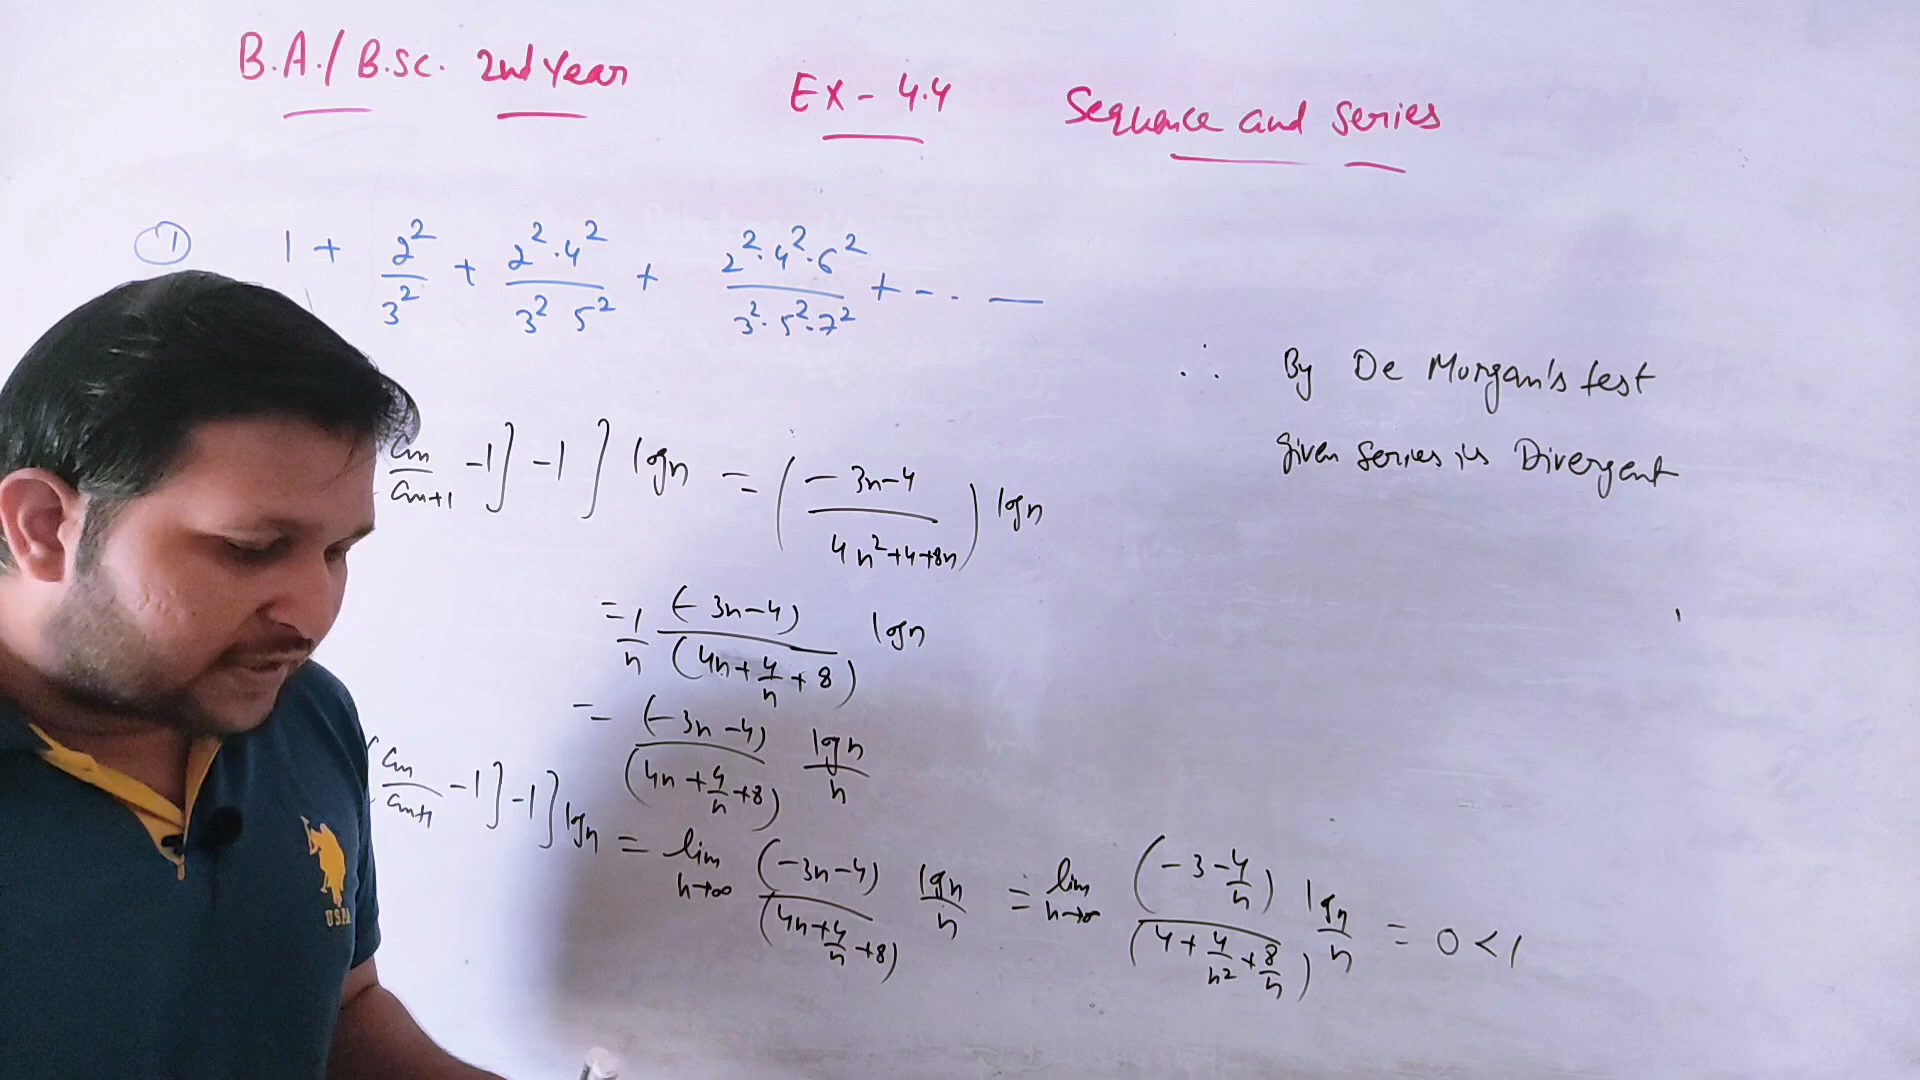 B.A./B.Sc. 2nd Year Ex - 4.4 Sequence and Series
① 1 + 2²/3² + 2²·4²/3² 5² + 2²·4²·6²/3²·5²·7² + - - . —
an/an+1 -1] -1] logn = (-3n-4/4n²+4+8n) logn
= 1/n (-3n-4)/(4n+4/n+8) logn
= (-3n-4)/(4n+4/n+8) logn/n
an/an+1 -1] -1] logn = lim n→∞ (-3n-4)/(4n+4/n+8) logn/n = lim n→∞ (-3-4/n)/(4+4/n²+8/n) logn/n = 0 < 1
∴ By De Morgan's test
given series is Divergent
USPA